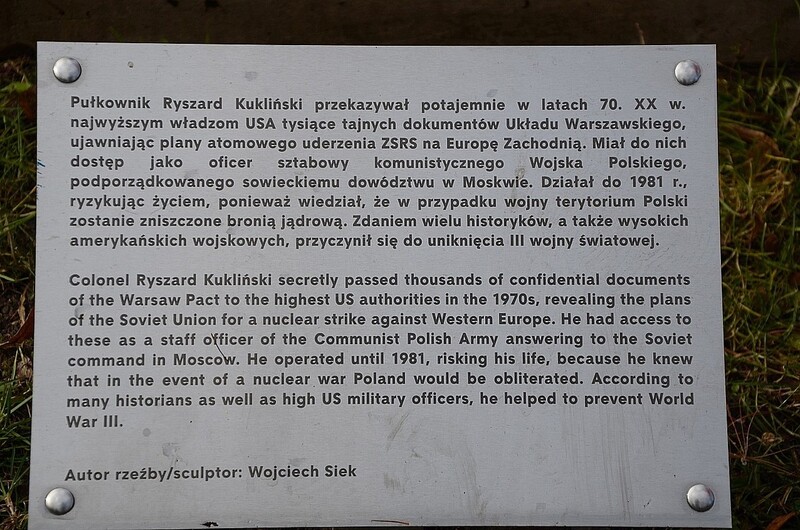 Pułkownik Ryszard Kukliński przekazywał potajemnie w latach 70. XX w.
najwyższym władzom USA tysiące tajnych dokumentów Układu Warszawskiego,
ujawniając plany atomowego uderzenia ZSRS na Europę Zachodnią. Miał do nich
dostęp jako oficer sztabowy komunistycznego Wojska Polskiego,
podporządkowanego sowieckiemu dowództwu w Moskwie. Działał do 1981 r.,
ryzykując życiem, ponieważ wiedział, że w przypadku wojny terytorium Polski
zostanie zniszczone bronią jądrową. Zdaniem wielu historyków, a także wysokich
amerykańskich wojskowych, przyczynił się do uniknięcia III wojny światowej.
Colonel Ryszard Kukliński secretly passed thousands of confidential documents
of the Warsaw Pact to the highest US authorities in the 1970s, revealing the plans
of the Soviet Union for a nuclear strike against Western Europe. He had access to
these as a staff officer of the Communist Polish Army answering to the Soviet
command in Moscow. He operated until 1981, risking his life, because he knew
that in the event of a nuclear war Poland would be obliterated. According to
many historians as well as high US military officers, he helped to prevent World
War III.
Autor rzeźby/sculptor: Wojciech Siek